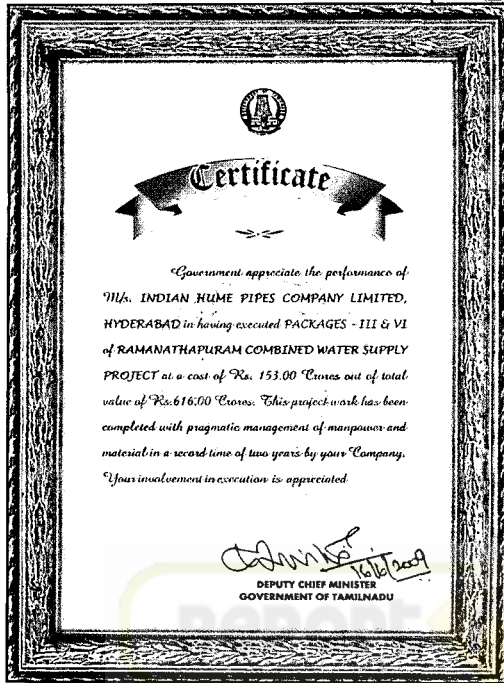 Certificate
Government appreciate the performance of
M/s. INDIAN HUME PIPES COMPANY LIMITED,
HYDERABAD in having executed PACKAGES - III & VI
of RAMANATHAPURAM COMBINED WATER SUPPLY
PROJECT at a cost of Rs. 153.00 Crores out of total
value of Rs.616.00 Crores. This project work has been
completed with pragmatic management of manpower and
material in a record time of two years by your Company.
Your involvement in execution is appreciated
16/6/2009
DEPUTY CHIEF MINISTER
GOVERNMENT OF TAMILNADU